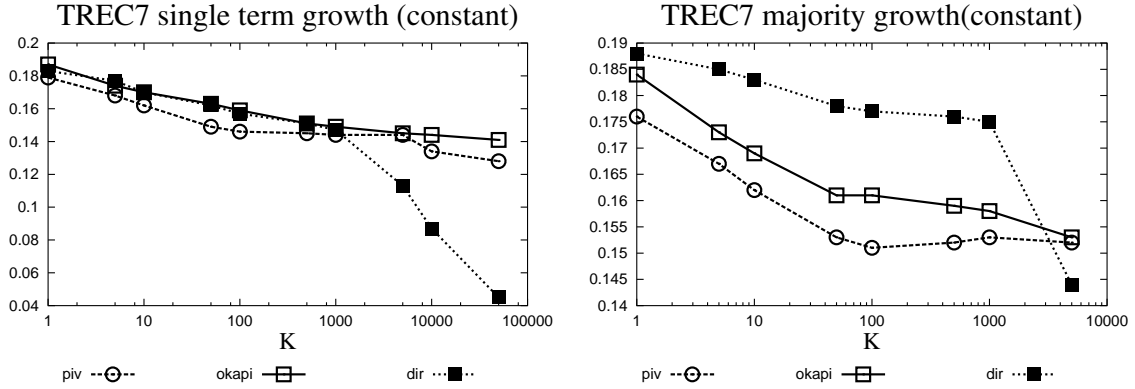 TREC7 single term growth (constant)
0.2
0.18
0.16
0.14
0.12
0.1
0.08
0.06
0.04
1 10 100 1000 10000 100000
K
piv okapi dir
TREC7 majority growth(constant)
0.19
0.185
0.18
0.175
0.17
0.165
0.16
0.155
0.15
0.145
0.14
1 10 100 1000 10000
K
piv okapi dir